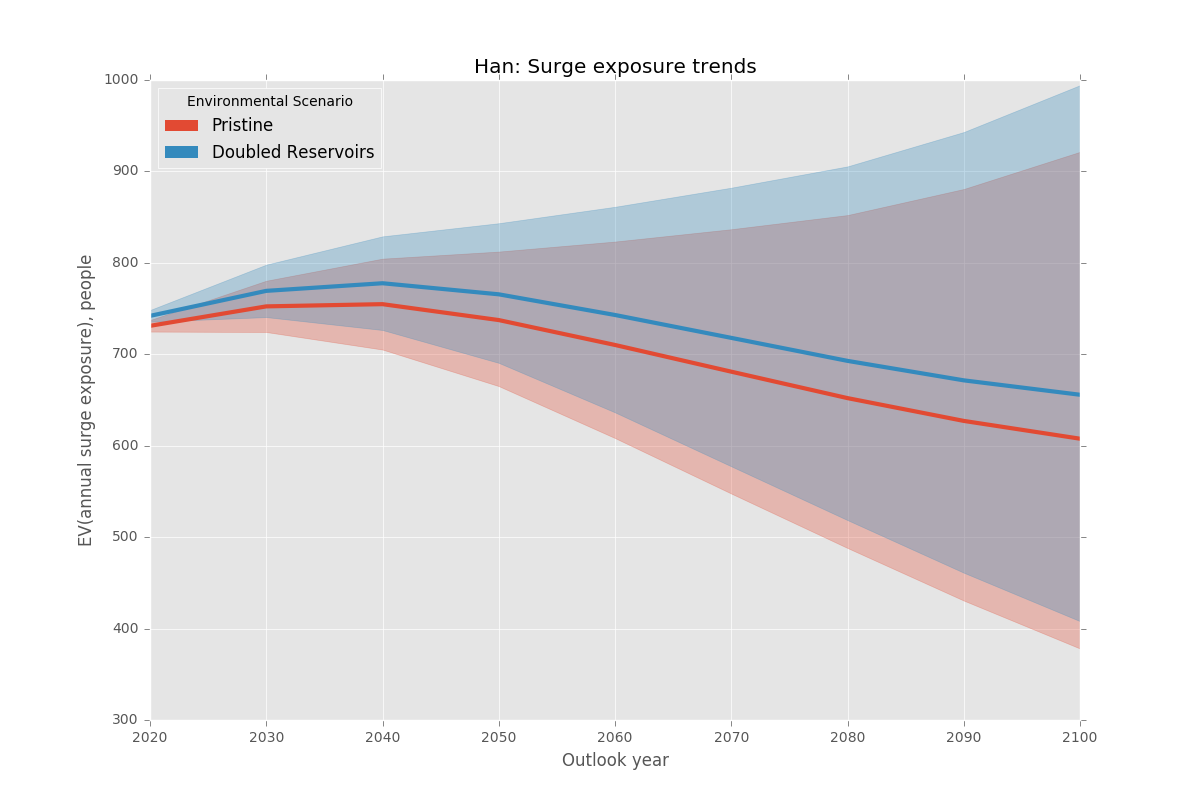 Han: Surge exposure trends
Environmental Scenario
Pristine
Doubled Reservoirs
EV(annual surge exposure), people
1000
900
800
700
600
500
400
300
2020 2030 2040 2050 2060 2070 2080 2090 2100
Outlook year